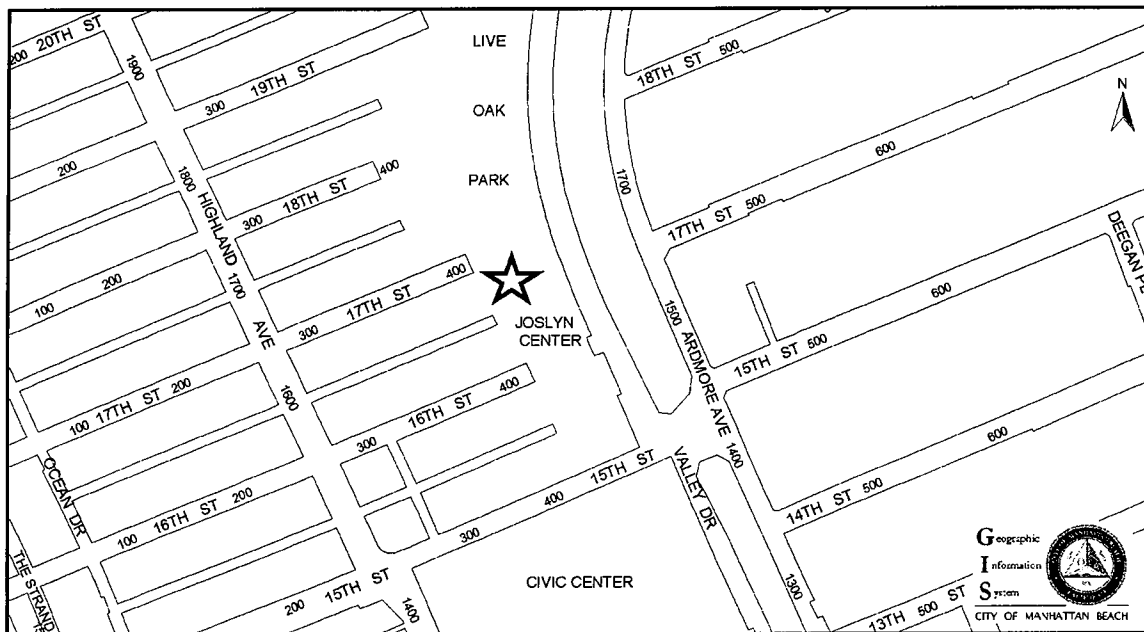 200 20TH ST
1900
300 19TH ST
LIVE
OAK
PARK
18TH ST 500
N
200
1800
HIGHLAND
AVE
300 18TH ST 400
1700
600
17TH ST 500
100 200
1700
300 17TH ST 400
JOSLYN
CENTER
1500
ARDMORE AVE
1400
15TH ST 500
600
DEEGAN PL
100 17TH ST 200
1600
300 16TH ST 400
OCEAN DR
100 16TH ST 200
300 400 15TH ST
VALLEY DR
14TH ST 500
600
THE STRAND
200 15TH ST
1400
CIVIC CENTER
1300
13TH 500 ST
Geographic
Information
System
CITY OF MANHATTAN BEACH